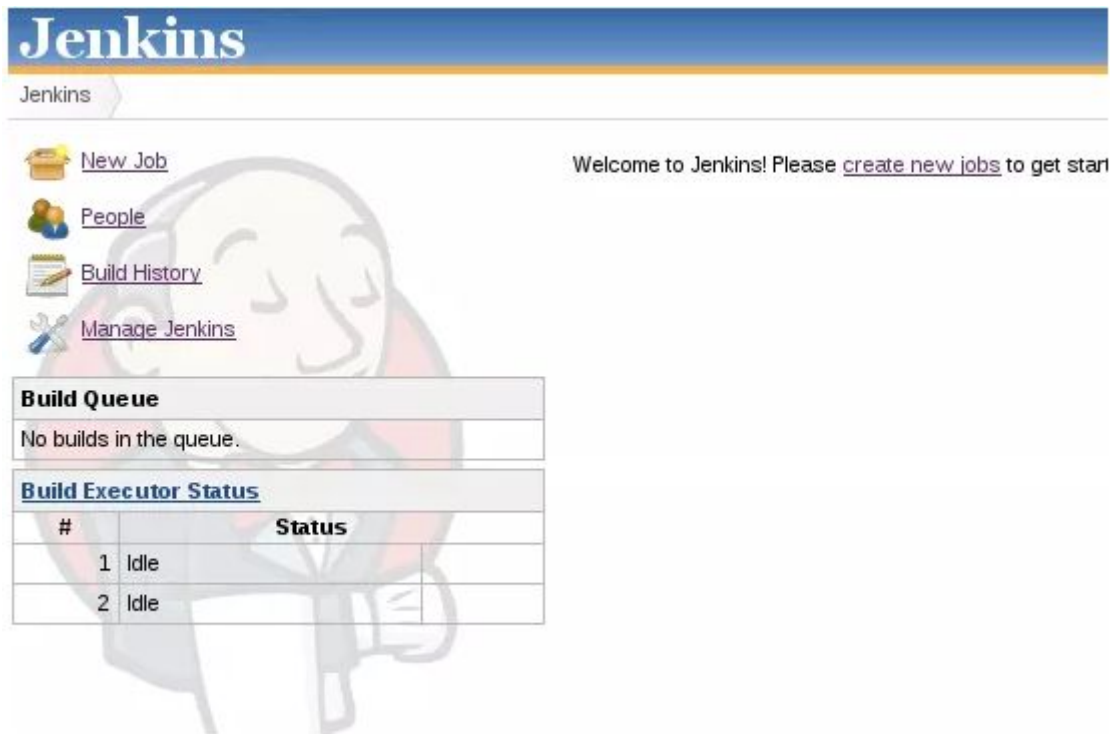 Jenkins
Jenkins
New Job
People
Build History
Manage Jenkins
Welcome to Jenkins! Please create new jobs to get start
Build Queue
No builds in the queue.
Build Executor Status
# Status
1 Idle
2 Idle